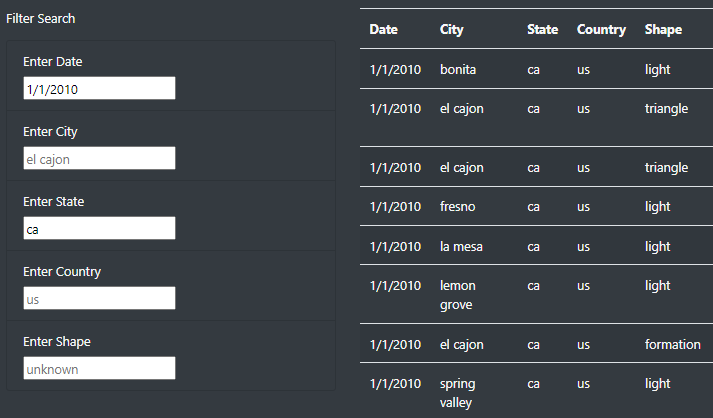 Filter Search
Enter Date
1/1/2010
Enter City
el cajon
Enter State
ca
Enter Country
us
Enter Shape
unknown
Date City State Country Shape
1/1/2010 bonita ca us light
1/1/2010 el cajon ca us triangle
1/1/2010 el cajon ca us triangle
1/1/2010 fresno ca us light
1/1/2010 la mesa ca us light
1/1/2010 lemon ca us light
grove
1/1/2010 el cajon ca us formation
1/1/2010 spring ca us light
valley